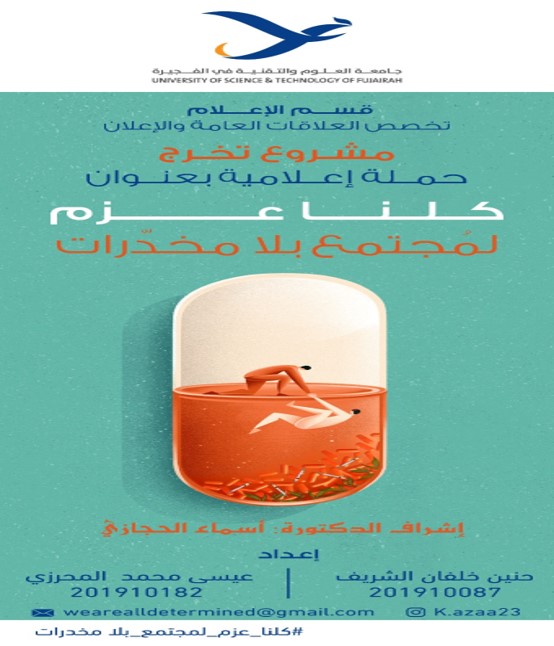 جامعة العلوم والتقنية في الفجيرة
UNIVERSITY OF SCIENCE & TECHNOLOGY OF FUJAIRAH
قسم الإعلام
تخصص العلاقات العامة والإعلان
مشروع تخرج
حملة إعلامية بعنوان
كلنا عزم
لمُجتمع بلا مخدّرات
إشراف الدكتورة: أسماء الحجازي
إعداد
حنين خلفان الشريف | عيسى محمد المحرزي
201910087 | 201910182
wearealldetermined@gmail.com K.azaa23
#كلنا_عزم_لمجتمع_بلا مخدرات